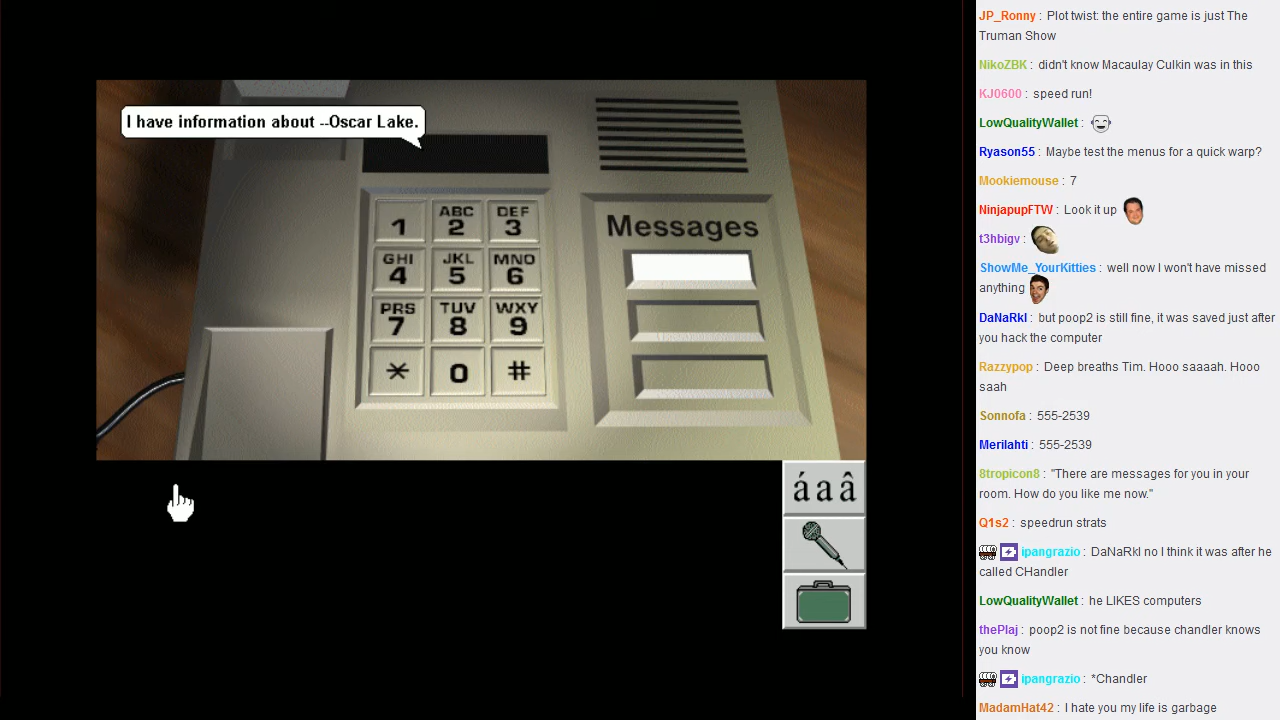 I have information about --Oscar Lake.
1
ABC
2
DEF
3
GHI
4
JKL
5
MNO
6
PRS
7
TUV
8
WXY
9
*
0
#
Messages
á a â
JP_Ronny : Plot twist: the entire game is just The
Truman Show
NikoZBK : didn't know Macaulay Culkin was in this
KJ0600 : speed run!
LowQualityWallet :
Ryason55 : Maybe test the menus for a quick warp?
Mookiemouse : 7
NinjapupFTW : Look it up
t3hbigv :
ShowMe_YourKitties : well now I won't have missed
anything
DaNaRkI : but poop2 is still fine, it was saved just after
you hack the computer
Razzypop : Deep breaths Tim. Hooo saaaah. Hooo
saah
Sonnofa : 555-2539
Merilahti : 555-2539
8tropicon8 : "There are messages for you in your
room. How do you like me now."
Q1s2 : speedrun strats
ipangrazio : DaNaRkI no I think it was after he
called CHandler
LowQualityWallet : he LIKES computers
thePlaj : poop2 is not fine because chandler knows
you know
ipangrazio : *Chandler
MadamHat42 : I hate you my life is garbage